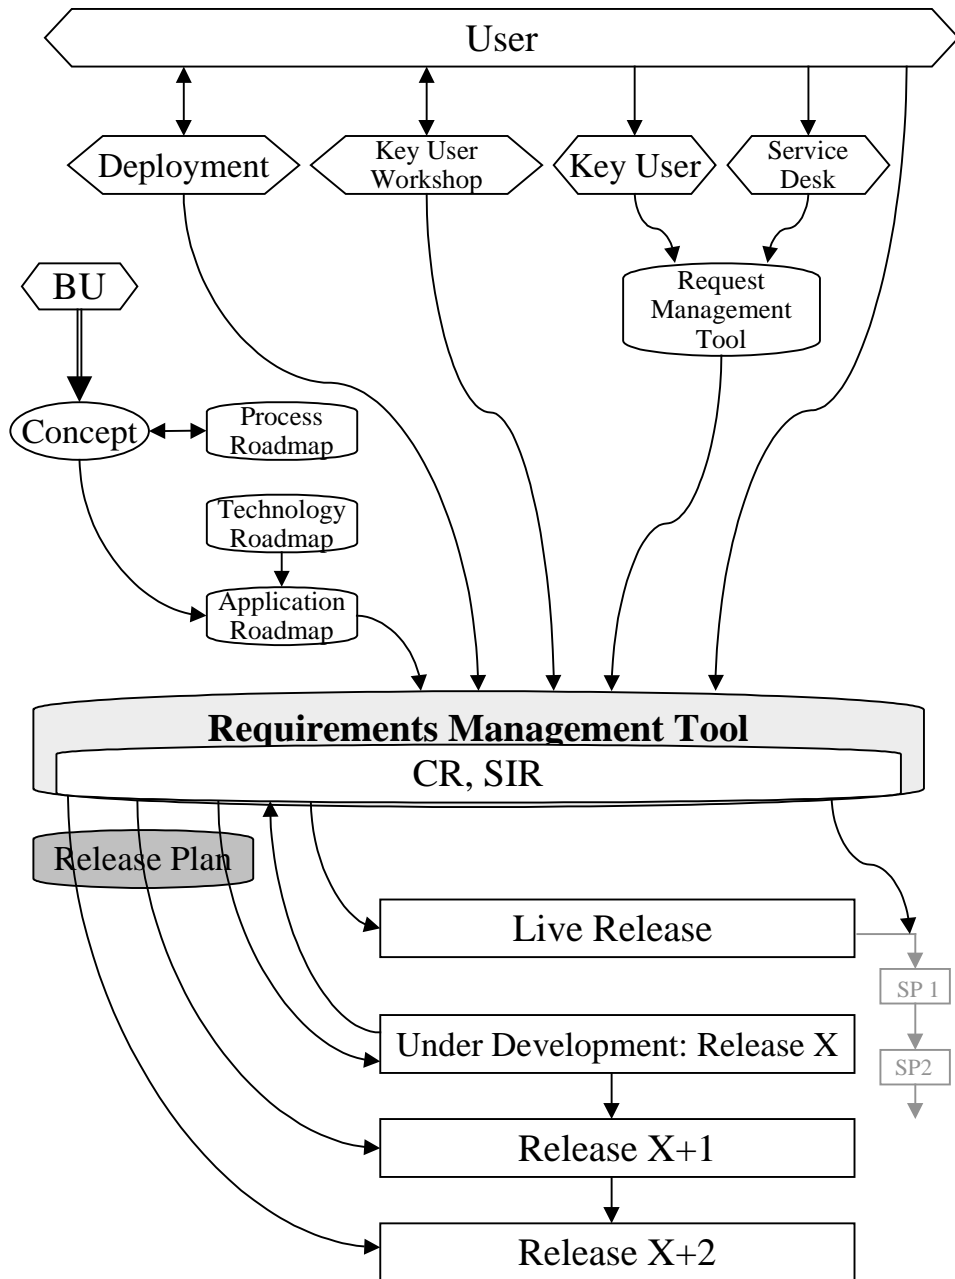 User
Deployment
Key User
Workshop
Key User
Service
Desk
BU
Request
Management
Tool
Concept
Process
Roadmap
Technology
Roadmap
Application
Roadmap
Requirements Management Tool
CR, SIR
Release Plan
Live Release
SP 1
Under Development: Release X
SP2
Release X+1
Release X+2